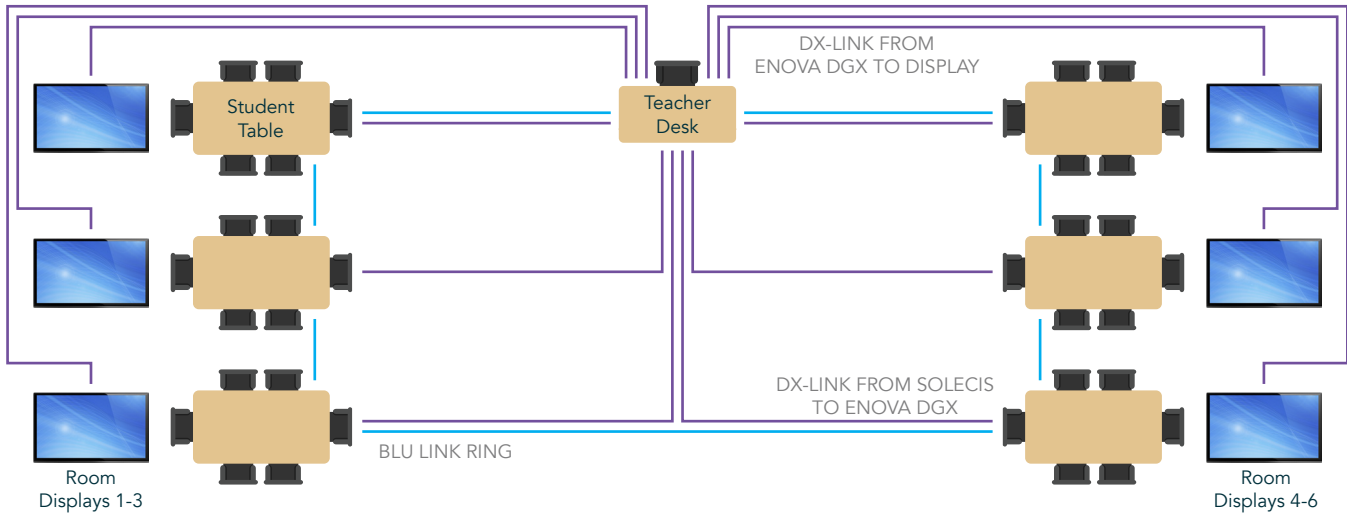 DX-LINK FROM
ENOVA DGX TO DISPLAY
Student
Table
Teacher
Desk
DX-LINK FROM SOLECIS
TO ENOVA DGX
BLU LINK RING
Room
Displays 1-3
Room
Displays 4-6